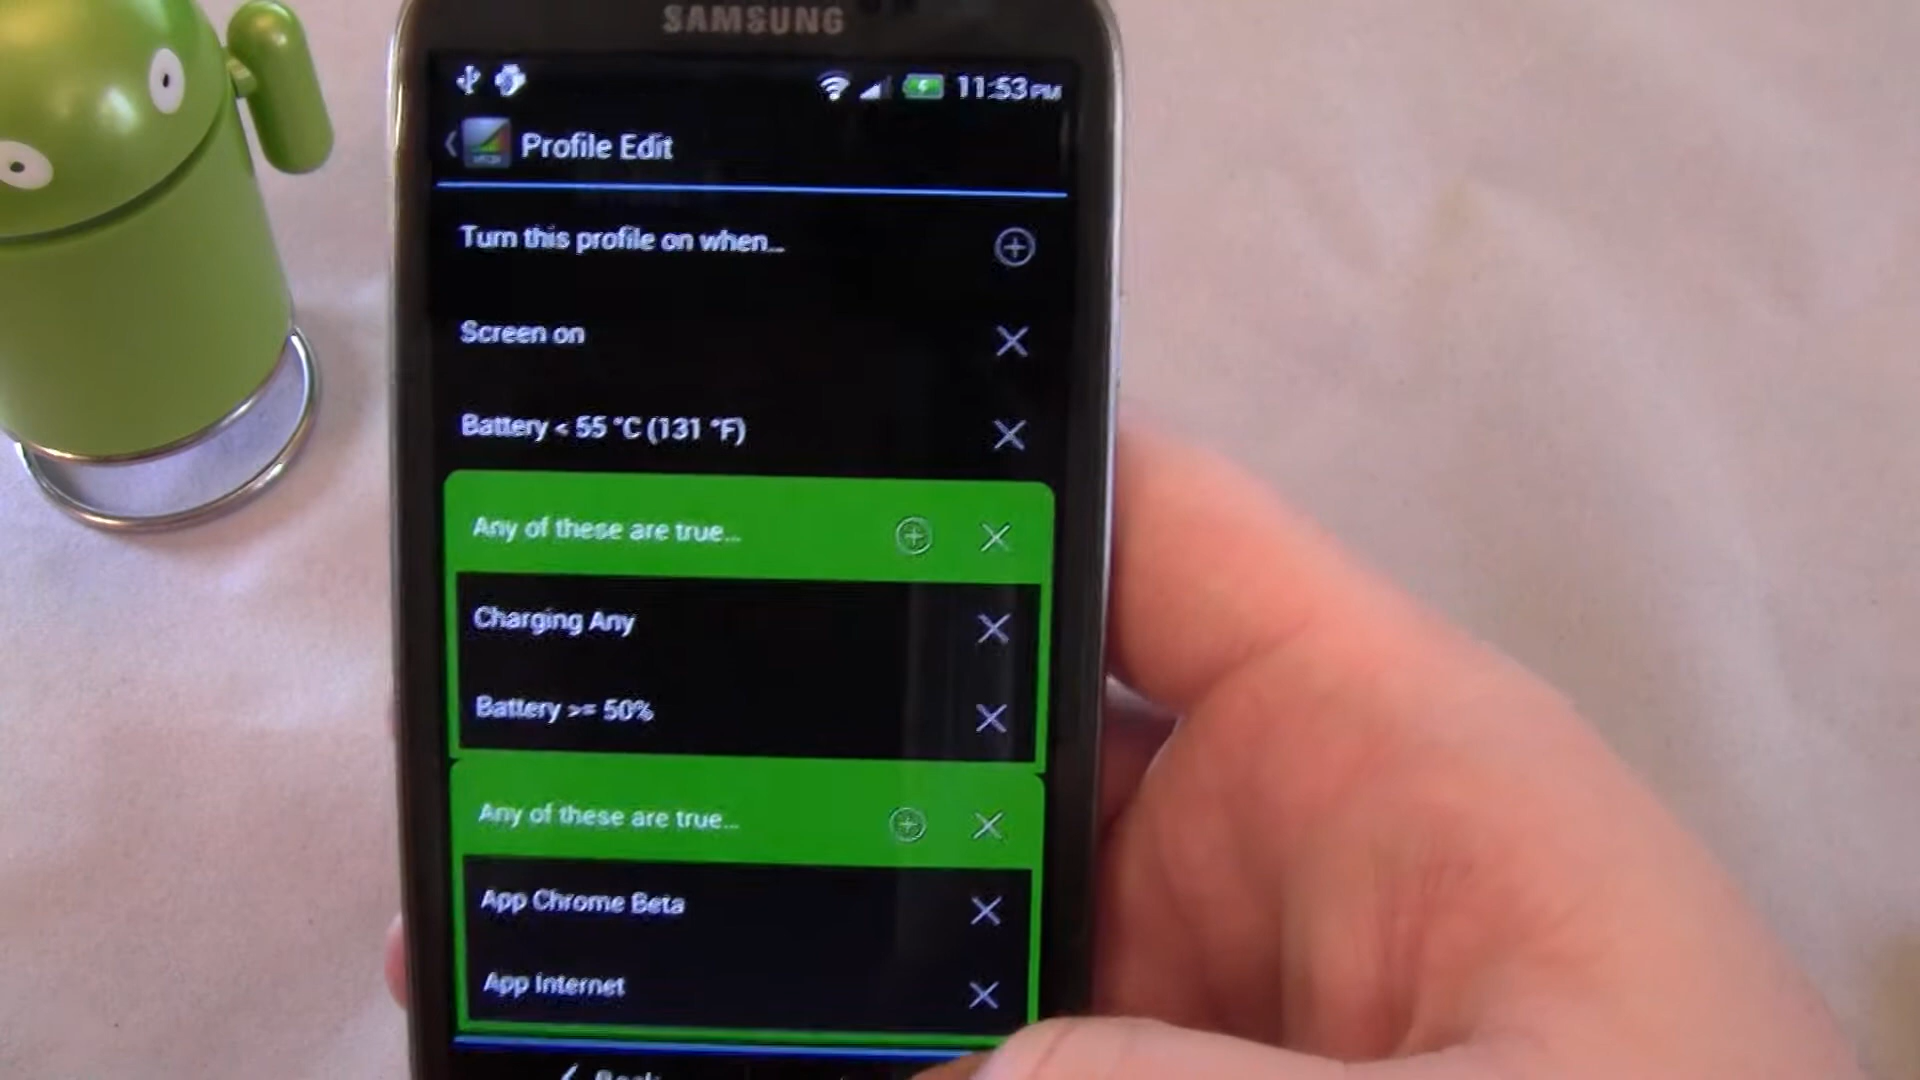 SAMSUNG
11:53 PM
Profile Edit
Turn this profile on when...
Screen on
Battery < 55 °C (131 °F)
Any of these are true...
Charging Any
Battery >= 50%
Any of these are true...
App Chrome Beta
App Internet
Back